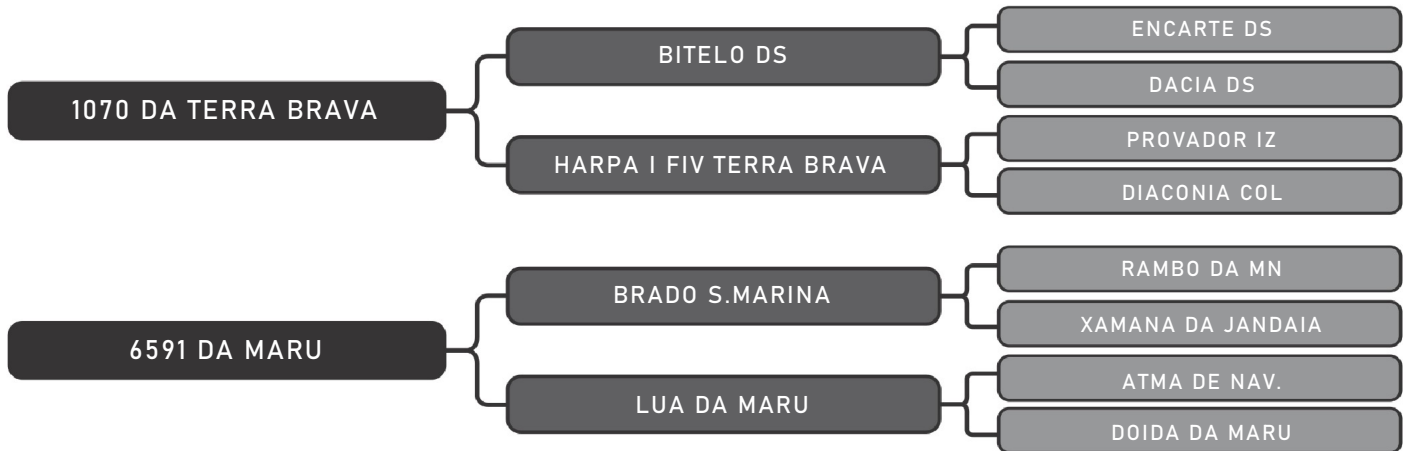 1070 DA TERRA BRAVA
BITELO DS
ENCARTE DS
DACIA DS
HARPA I FIV TERRA BRAVA
PROVADOR IZ
DIACONIA COL
6591 DA MARU
BRADO S.MARINA
RAMBO DA MN
XAMANA DA JANDAIA
LUA DA MARU
ATMA DE NAV.
DOIDA DA MARU